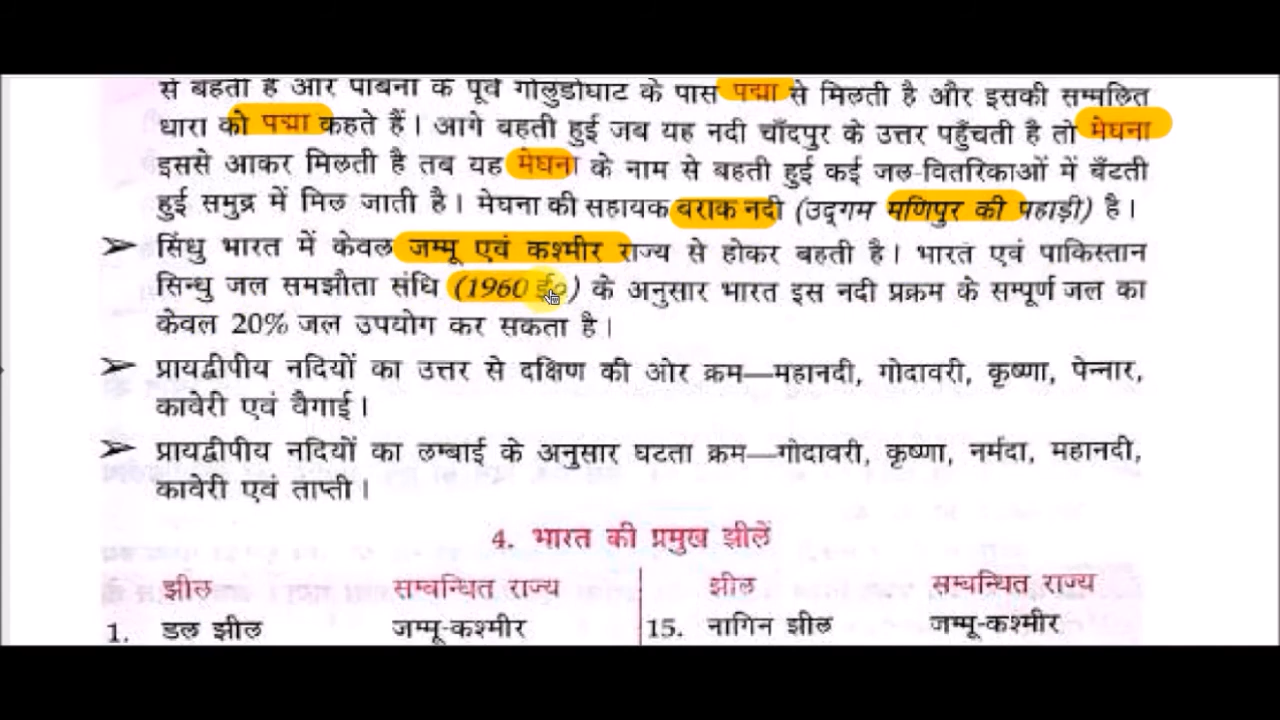 से बहती है और पाबना के पूर्व गोलुडोघाट के पास पद्मा से मिलती है और इसकी सम्मलित
धारा को पद्मा कहते हैं। आगे बहती हुई जब यह नदी चाँदपुर के उत्तर पहुँचती है तो मेघना
इससे आकर मिलती है तब यह मेघना के नाम से बहती हुई कई जल-वितरिकाओं में बँटती
हुई समुद्र में मिल जाती है। मेघना की सहायक बराक नदी (उद्गम मणिपुर की पहाड़ी) है।
➢ सिंधु भारत में केवल जम्मू एवं कश्मीर राज्य से होकर बहती है। भारत एवं पाकिस्तान
सिन्धु जल समझौता संधि (1960 ई०) के अनुसार भारत इस नदी प्रक्रम के सम्पूर्ण जल का
केवल 20% जल उपयोग कर सकता है।
➢ प्रायद्वीपीय नदियों का उत्तर से दक्षिण की ओर क्रम—महानदी, गोदावरी, कृष्णा, पेन्नार,
कावेरी एवं वैगाई।
➢ प्रायद्वीपीय नदियों का लम्बाई के अनुसार घटता क्रम—गोदावरी, कृष्णा, नर्मदा, महानदी,
कावेरी एवं ताप्ती।
4. भारत की प्रमुख झीलें
झील सम्बन्धित राज्य झील सम्बन्धित राज्य
1. डल झील जम्मू-कश्मीर 15. नागिन झील जम्मू-कश्मीर